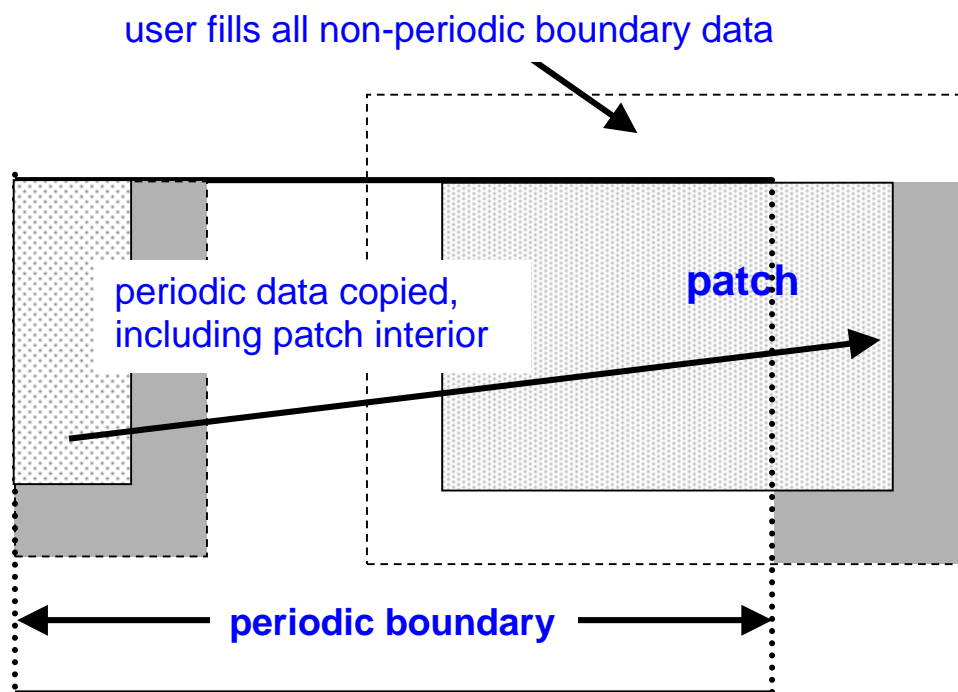 user fills all non-periodic boundary data
patch
periodic data copied,
including patch interior
periodic boundary